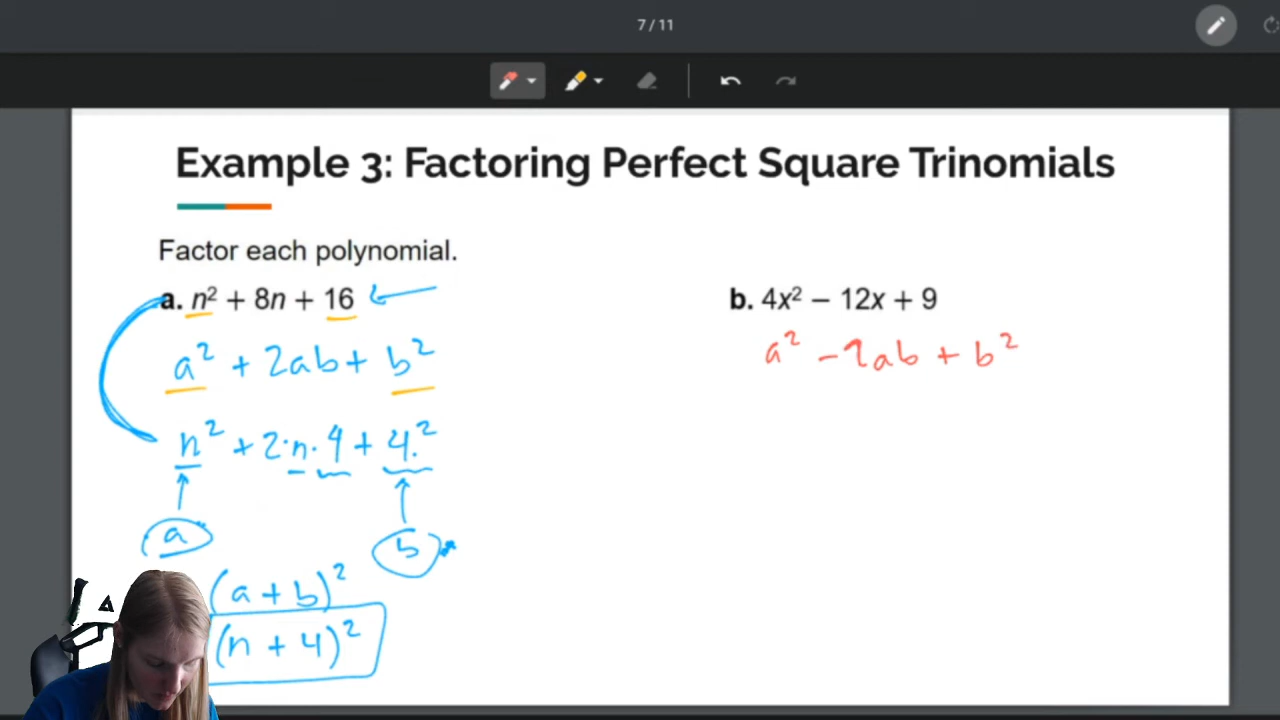 7 / 11
Example 3: Factoring Perfect Square Trinomials
Factor each polynomial.
a. n² + 8n + 16
a² + 2ab + b²
n² + 2·n·4 + 4²
a
b
(a + b)²
(n + 4)²
b. 4x² − 12x + 9
a² − 2ab + b²